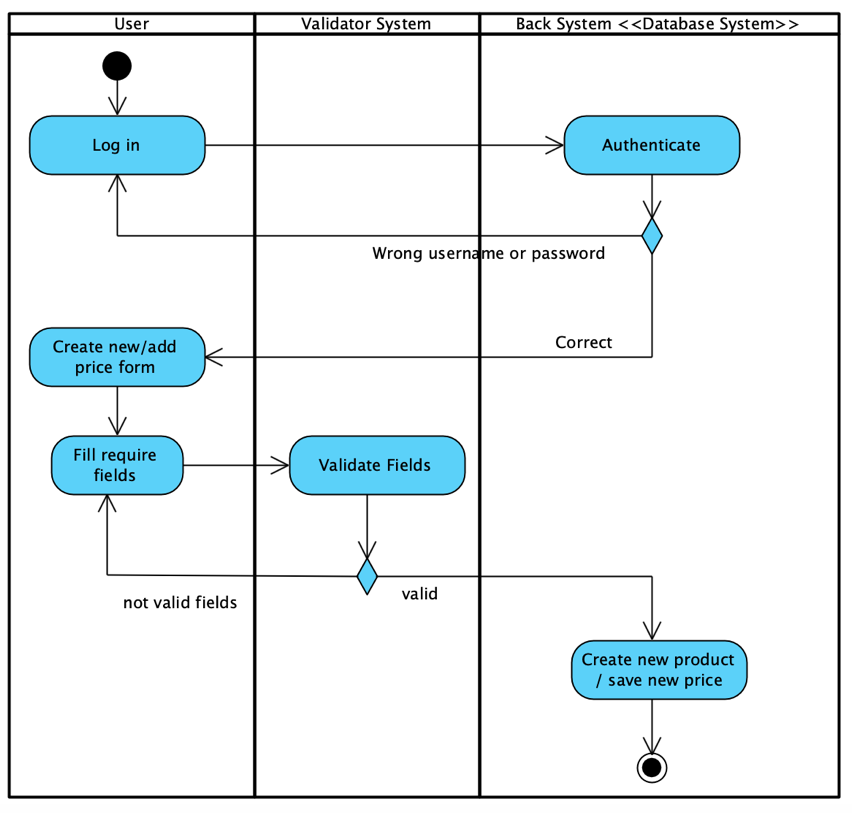 User
Validator System
Back System <<Database System>>
Log in
Authenticate
Wrong username or password
Correct
Create new/add
price form
Fill require
fields
Validate Fields
not valid fields
valid
Create new product
/ save new price